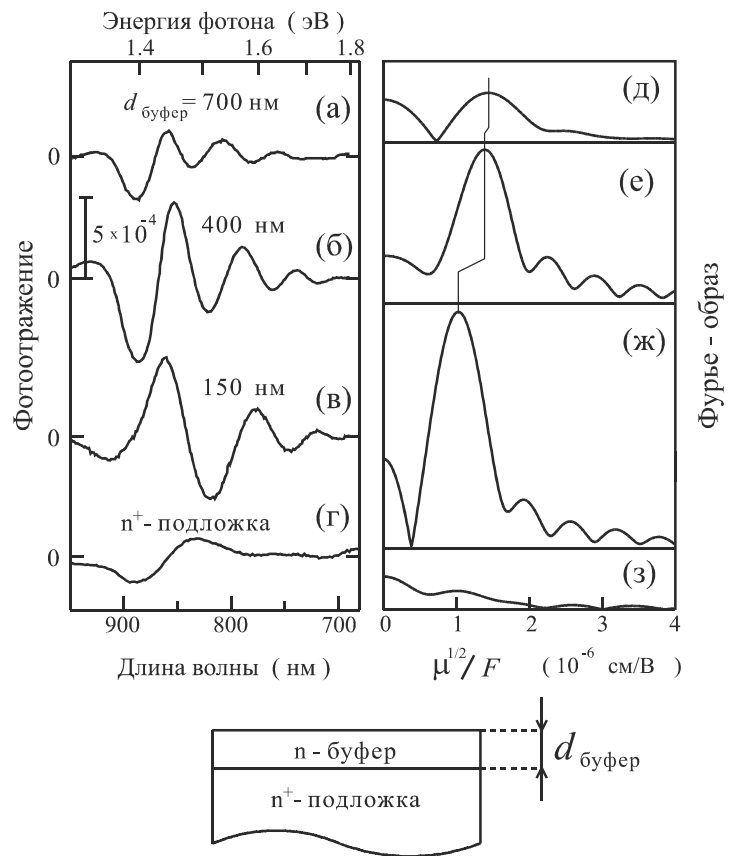 Энергия фотона ( эВ )
1.4 1.6 1.8
d буфер = 700 нм (а)
0
5 × 10⁻⁴ 400 нм (б)
0
150 нм (в)
0
n⁺- подложка (г)
0
900 800 700
Длина волны ( нм )
Фотоотражение
(д)
(е)
(ж)
(з)
0 1 2 3 4
μ^1/2 / F ( 10⁻⁶ см/В )
Фурье - образ
n - буфер
n⁺- подложка
d буфер